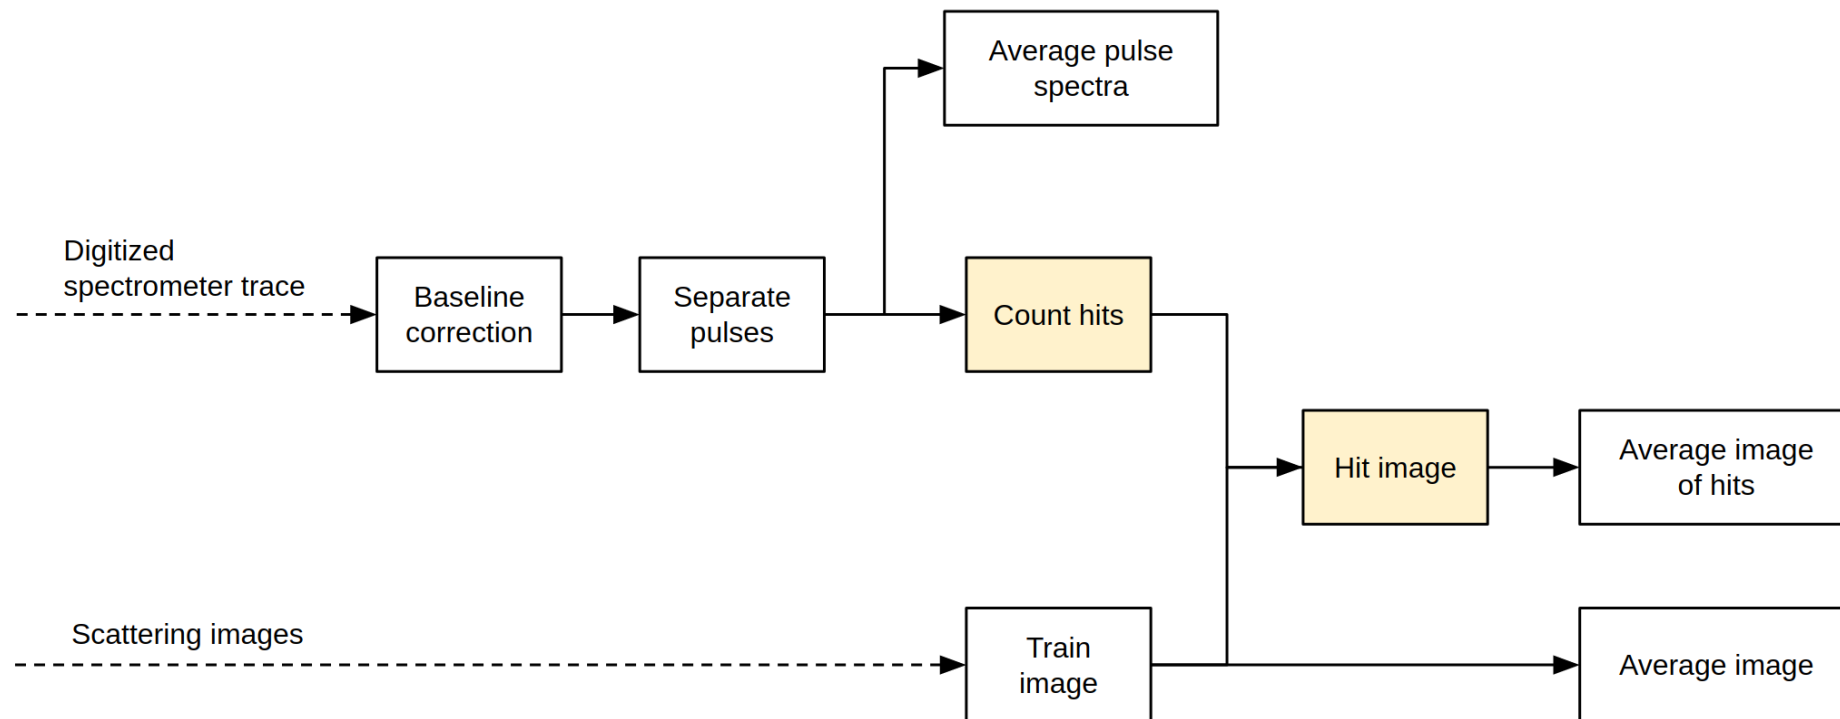 Average pulse
spectra
Digitized
spectrometer trace
Baseline
correction
Separate
pulses
Count hits
Hit image
Average image
of hits
Scattering images
Train
image
Average image